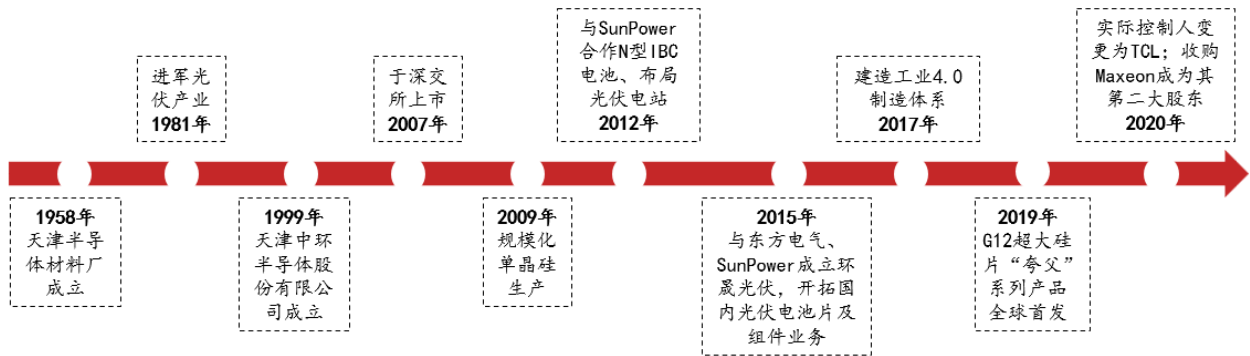 1958年
天津半导
体材料厂
成立
进军光
伏产业
1981年
1999年
天津中环
半导体股
份有限公
司成立
于深交
所上市
2007年
2009年
规模化
单晶硅
生产
与SunPower
合作N型IBC
电池、布局
光伏电站
2012年
2015年
与东方电气、
SunPower成立环
晟光伏，开拓国
内光伏电池片及
组件业务
建造工业4.0
制造体系
2017年
2019年
G12超大硅
片“夸父”
系列产品
全球首发
实际控制人变
更为TCL；收购
Maxeon成为其
第二大股东
2020年